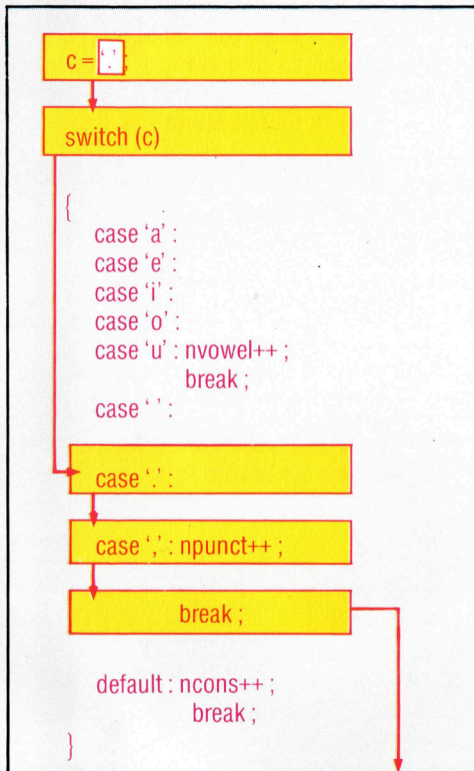 c = ‘.’ ;
switch (c)
{
case ‘a’ :
case ‘e’ :
case ‘i’ :
case ‘o’ :
case ‘u’ : nvowel++ ;
break ;
case ‘ ’ :
case ‘.’ :
case ‘,’ : npunct++ ;
break ;
default : ncons++ ;
break ;
}